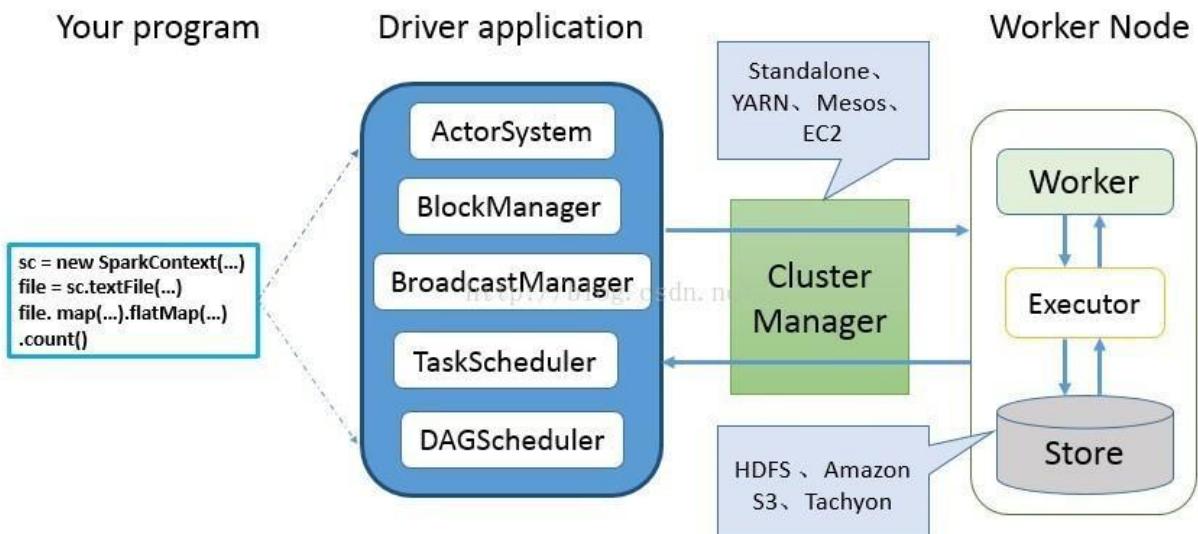 Your program
Driver application
Worker Node
sc = new SparkContext(...)
file = sc.textFile(...)
file. map(...).flatMap(...)
.count()
ActorSystem
BlockManager
BroadcastManager
TaskScheduler
DAGScheduler
Standalone、
YARN、Mesos、
EC2
Cluster
Manager
HDFS 、Amazon
S3、Tachyon
Worker
Executor
Store